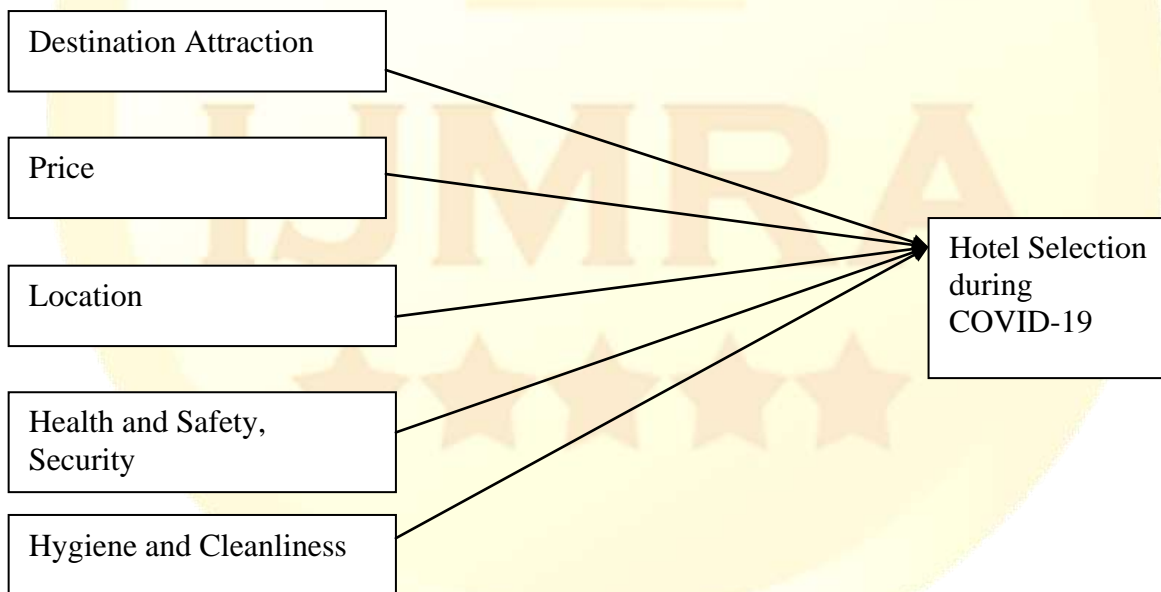 Destination Attraction
Price
Location
Health and Safety,
Security
Hygiene and Cleanliness
Hotel Selection
during
COVID-19
IJMRA